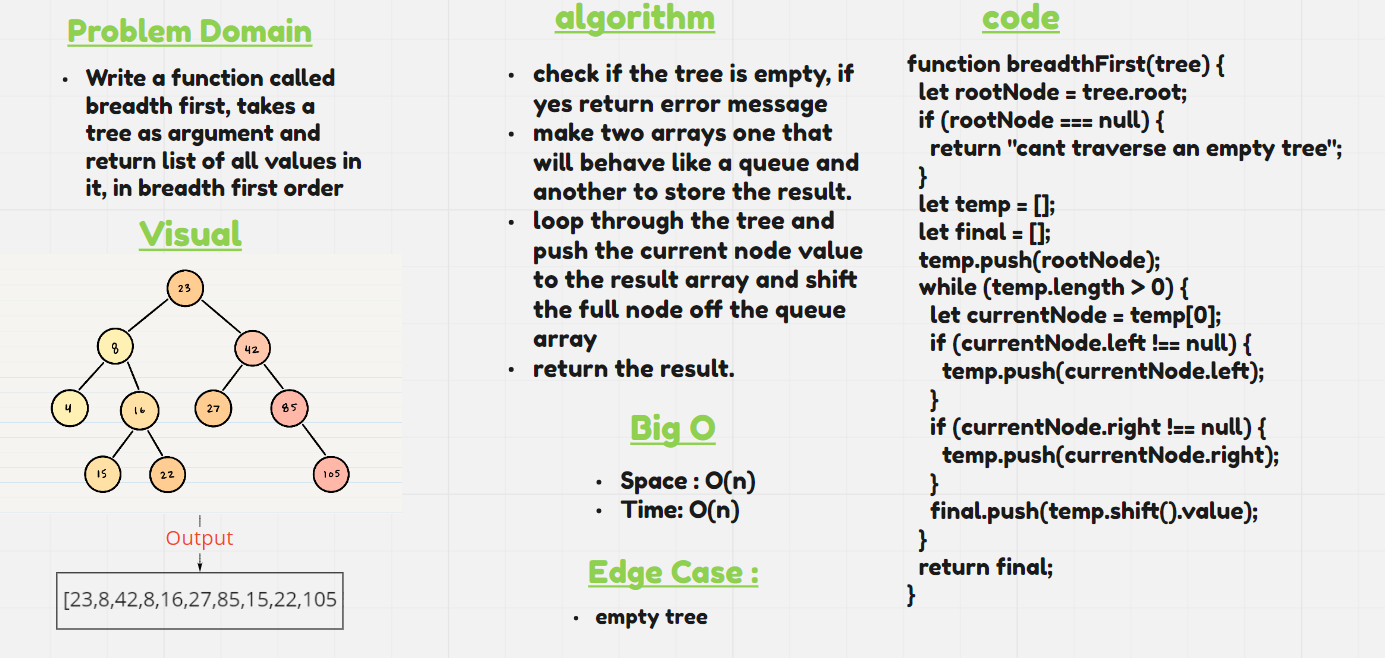 Problem Domain
• Write a function called
breadth first, takes a
tree as argument and
return list of all values in
it, in breadth first order
Visual
23
8
42
4
16
27
85
15
22
105
Output
[23,8,42,8,16,27,85,15,22,105
algorithm
• check if the tree is empty, if
yes return error message
• make two arrays one that
will behave like a queue and
another to store the result.
• loop through the tree and
push the current node value
to the result array and shift
the full node off the queue
array
• return the result.
Big O
• Space : O(n)
• Time: O(n)
Edge Case :
• empty tree
code
function breadthFirst(tree) {
let rootNode = tree.root;
if (rootNode === null) {
return "cant traverse an empty tree";
}
let temp = [];
let final = [];
temp.push(rootNode);
while (temp.length > 0) {
let currentNode = temp[0];
if (currentNode.left !== null) {
temp.push(currentNode.left);
}
if (currentNode.right !== null) {
temp.push(currentNode.right);
}
final.push(temp.shift().value);
}
return final;
}